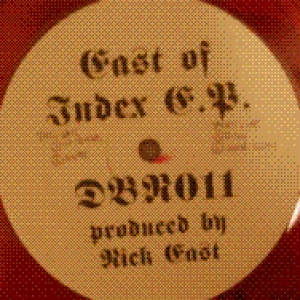 East of
Index E.P.
DBR011
produced by
Nick East